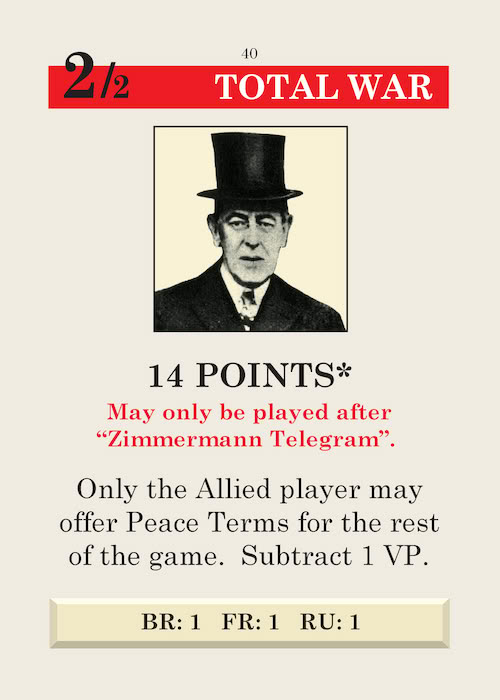 40
2/2 TOTAL WAR
14 POINTS*
May only be played after
“Zimmermann Telegram”.
Only the Allied player may
offer Peace Terms for the rest
of the game.  Subtract 1 VP.
BR: 1   FR: 1   RU: 1